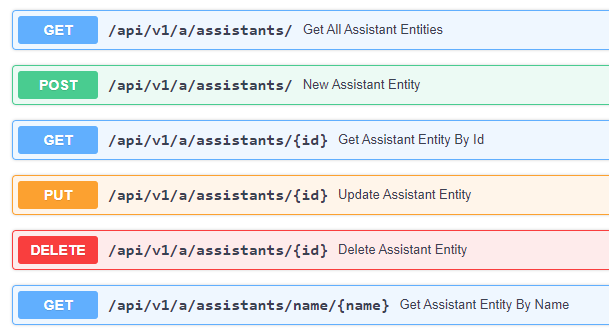 GET /api/v1/a/assistants/ Get All Assistant Entities
POST /api/v1/a/assistants/ New Assistant Entity
GET /api/v1/a/assistants/{id} Get Assistant Entity By Id
PUT /api/v1/a/assistants/{id} Update Assistant Entity
DELETE /api/v1/a/assistants/{id} Delete Assistant Entity
GET /api/v1/a/assistants/name/{name} Get Assistant Entity By Name